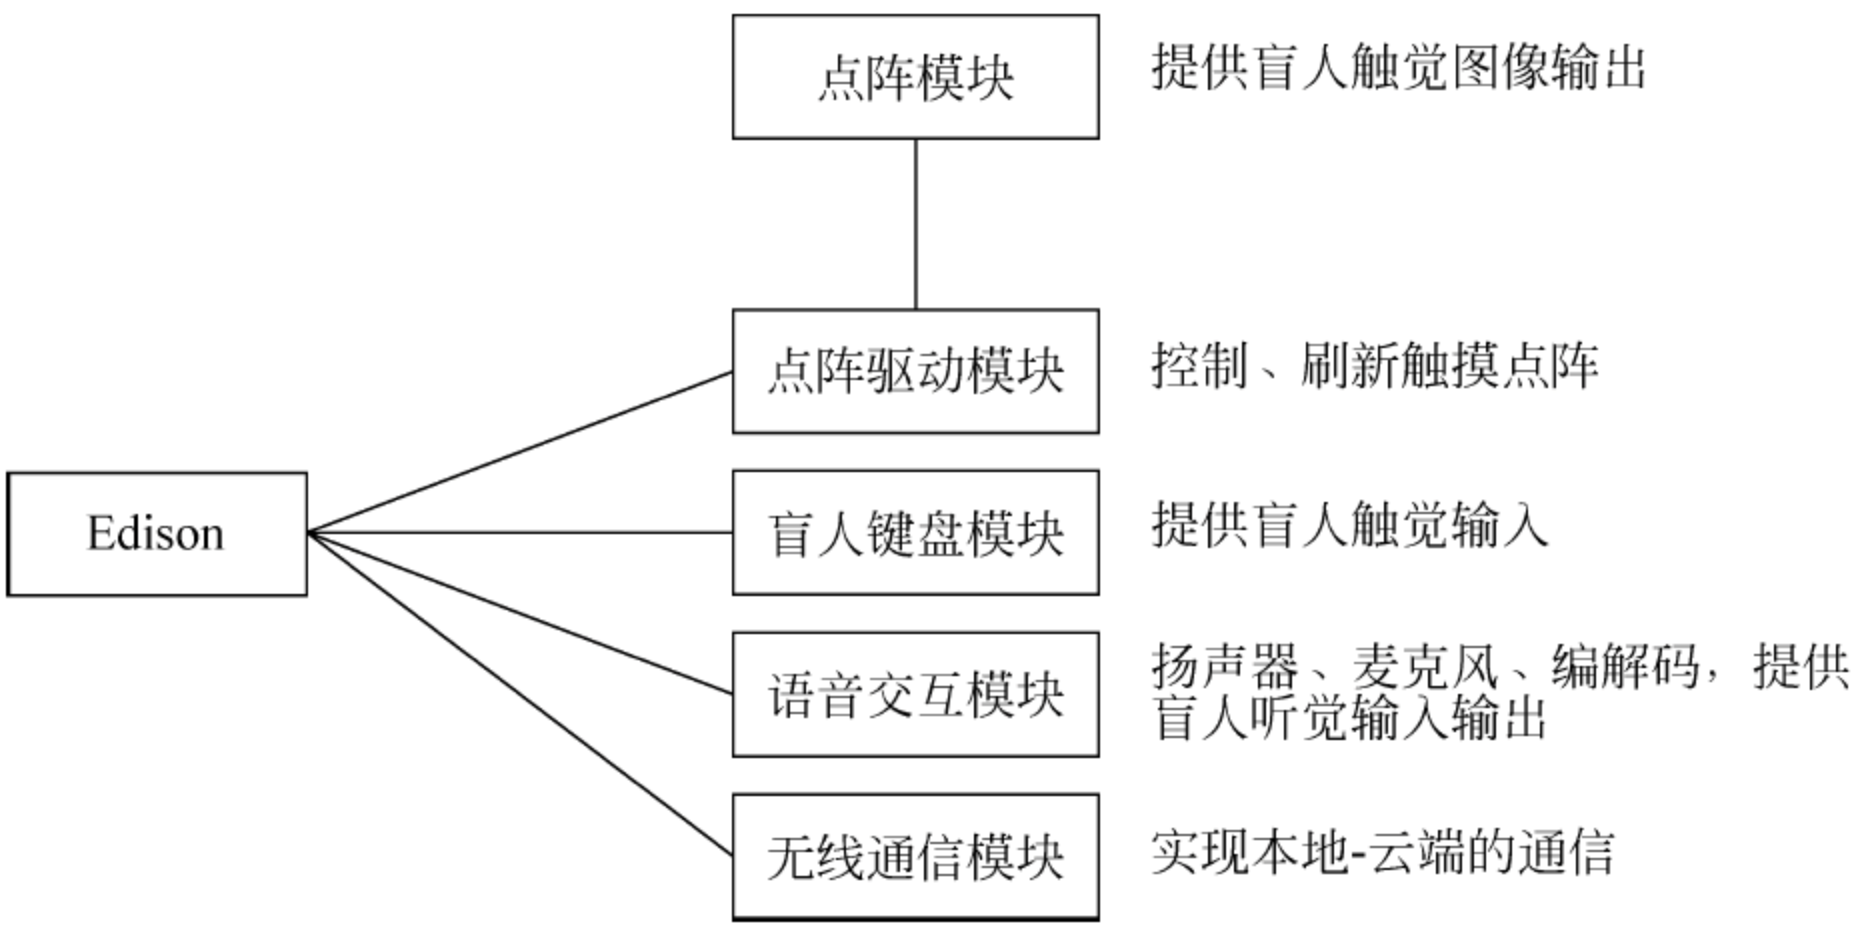 点阵模块
提供盲人触觉图像输出
点阵驱动模块
控制、刷新触摸点阵
Edison
盲人键盘模块
提供盲人触觉输入
语音交互模块
扬声器、麦克风、编解码，提供
盲人听觉输入输出
无线通信模块
实现本地-云端的通信